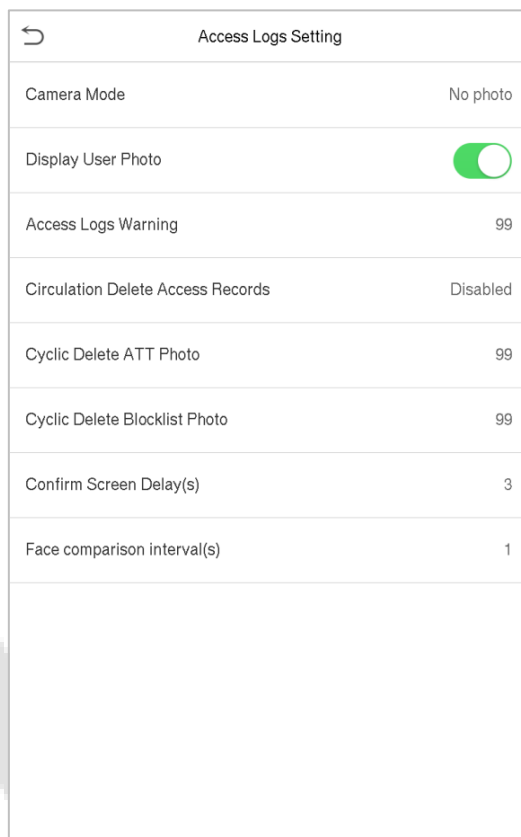 Access Logs Setting
Camera Mode No photo
Display User Photo
Access Logs Warning 99
Circulation Delete Access Records Disabled
Cyclic Delete ATT Photo 99
Cyclic Delete Blocklist Photo 99
Confirm Screen Delay(s) 3
Face comparison interval(s) 1